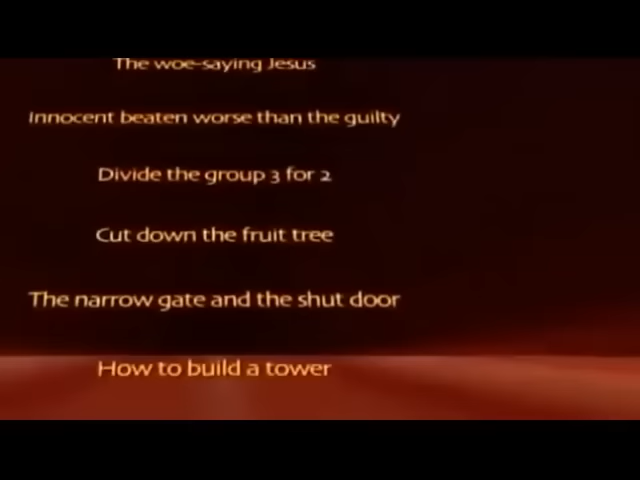 The woe-saying Jesus
Innocent beaten worse than the guilty
Divide the group 3 for 2
Cut down the fruit tree
The narrow gate and the shut door
How to build a tower